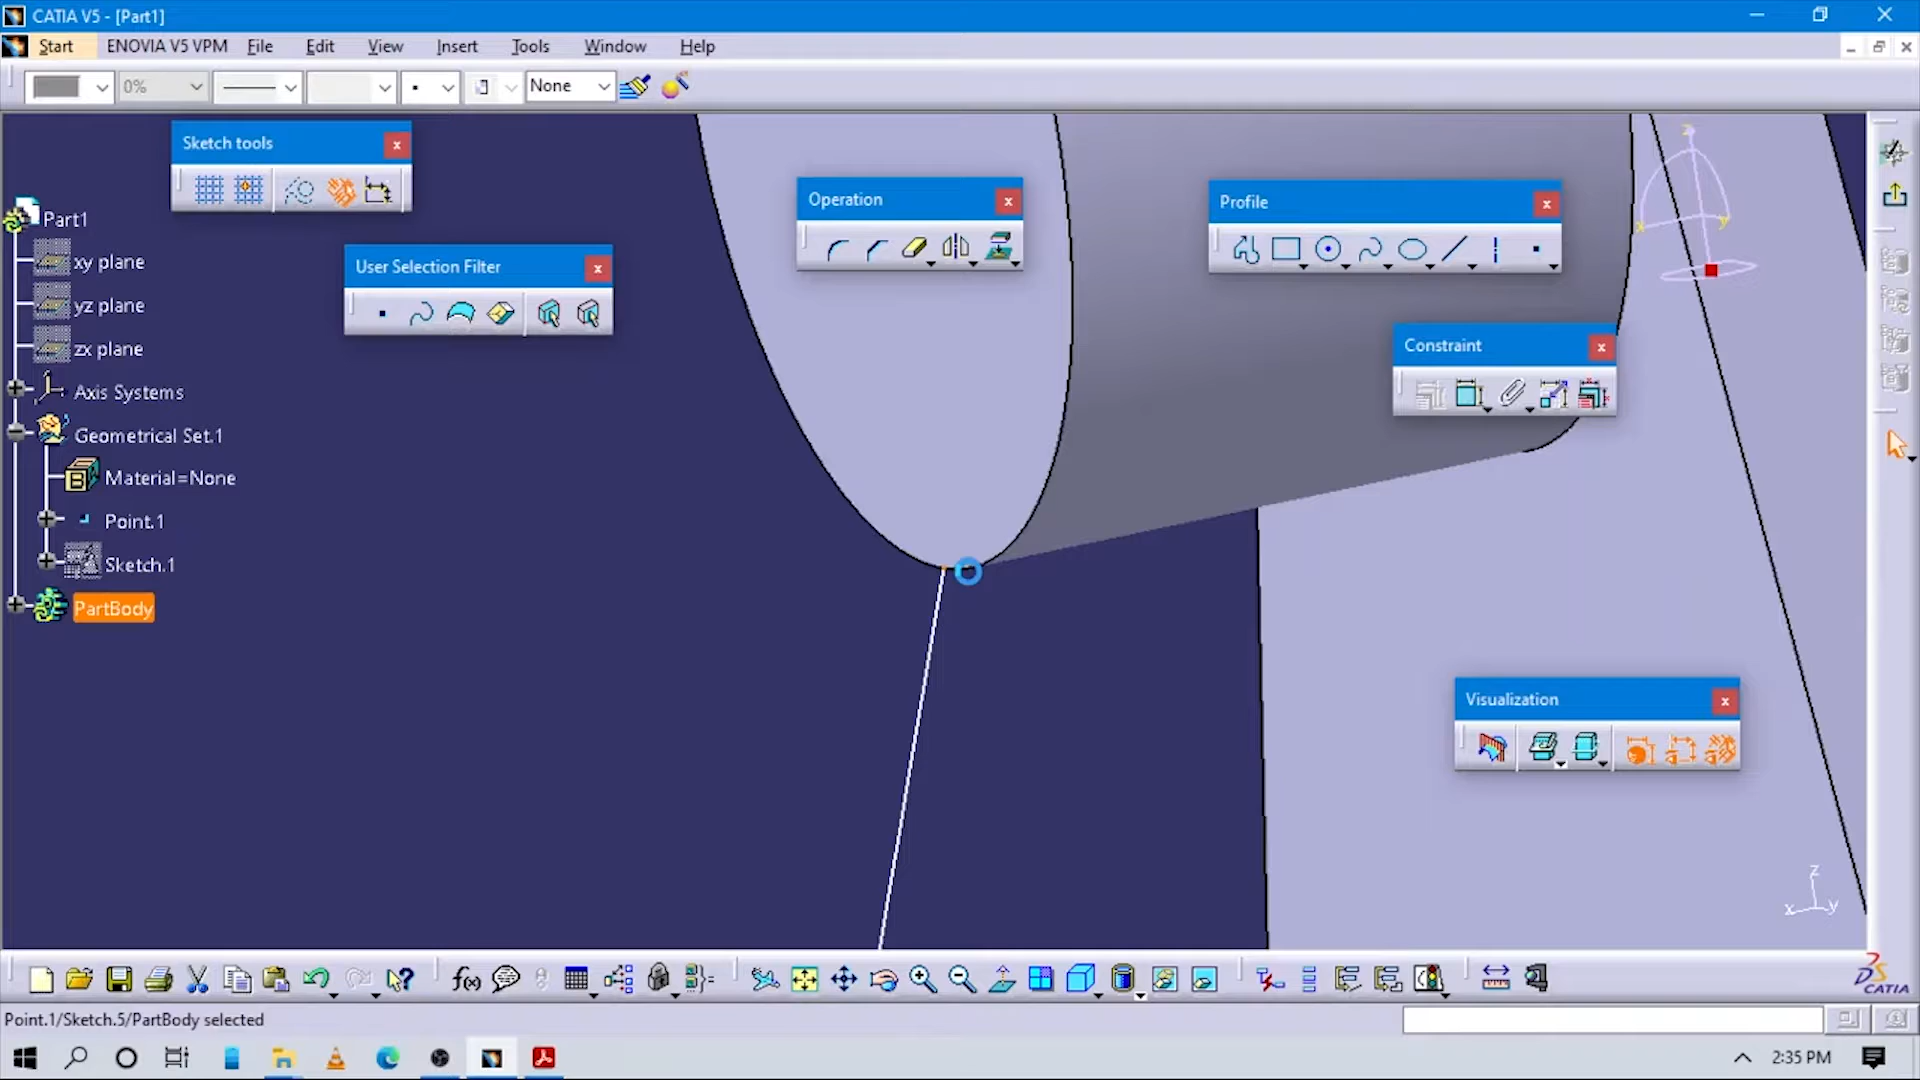 CATIA V5 - [Part1]
Start ENOVIA V5 VPM File Edit View Insert Tools Window Help
0% None
Sketch tools
Operation
Profile
User Selection Filter
Constraint
Visualization
Part1
xy plane
yz plane
zx plane
Axis Systems
Geometrical Set.1
Material=None
Point.1
Sketch.1
PartBody
z
x
y
z
x y
f(x)
CATIA
Point.1/Sketch.5/PartBody selected
2:35 PM